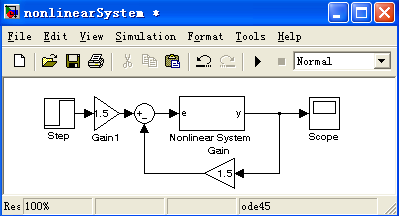 nonlinearSystem *
File Edit View Simulation Format Tools Help
Normal
1.5
+_
e y
Step Gain1 Nonlinear System Scope
Gain
1.5
Res 100% ode45